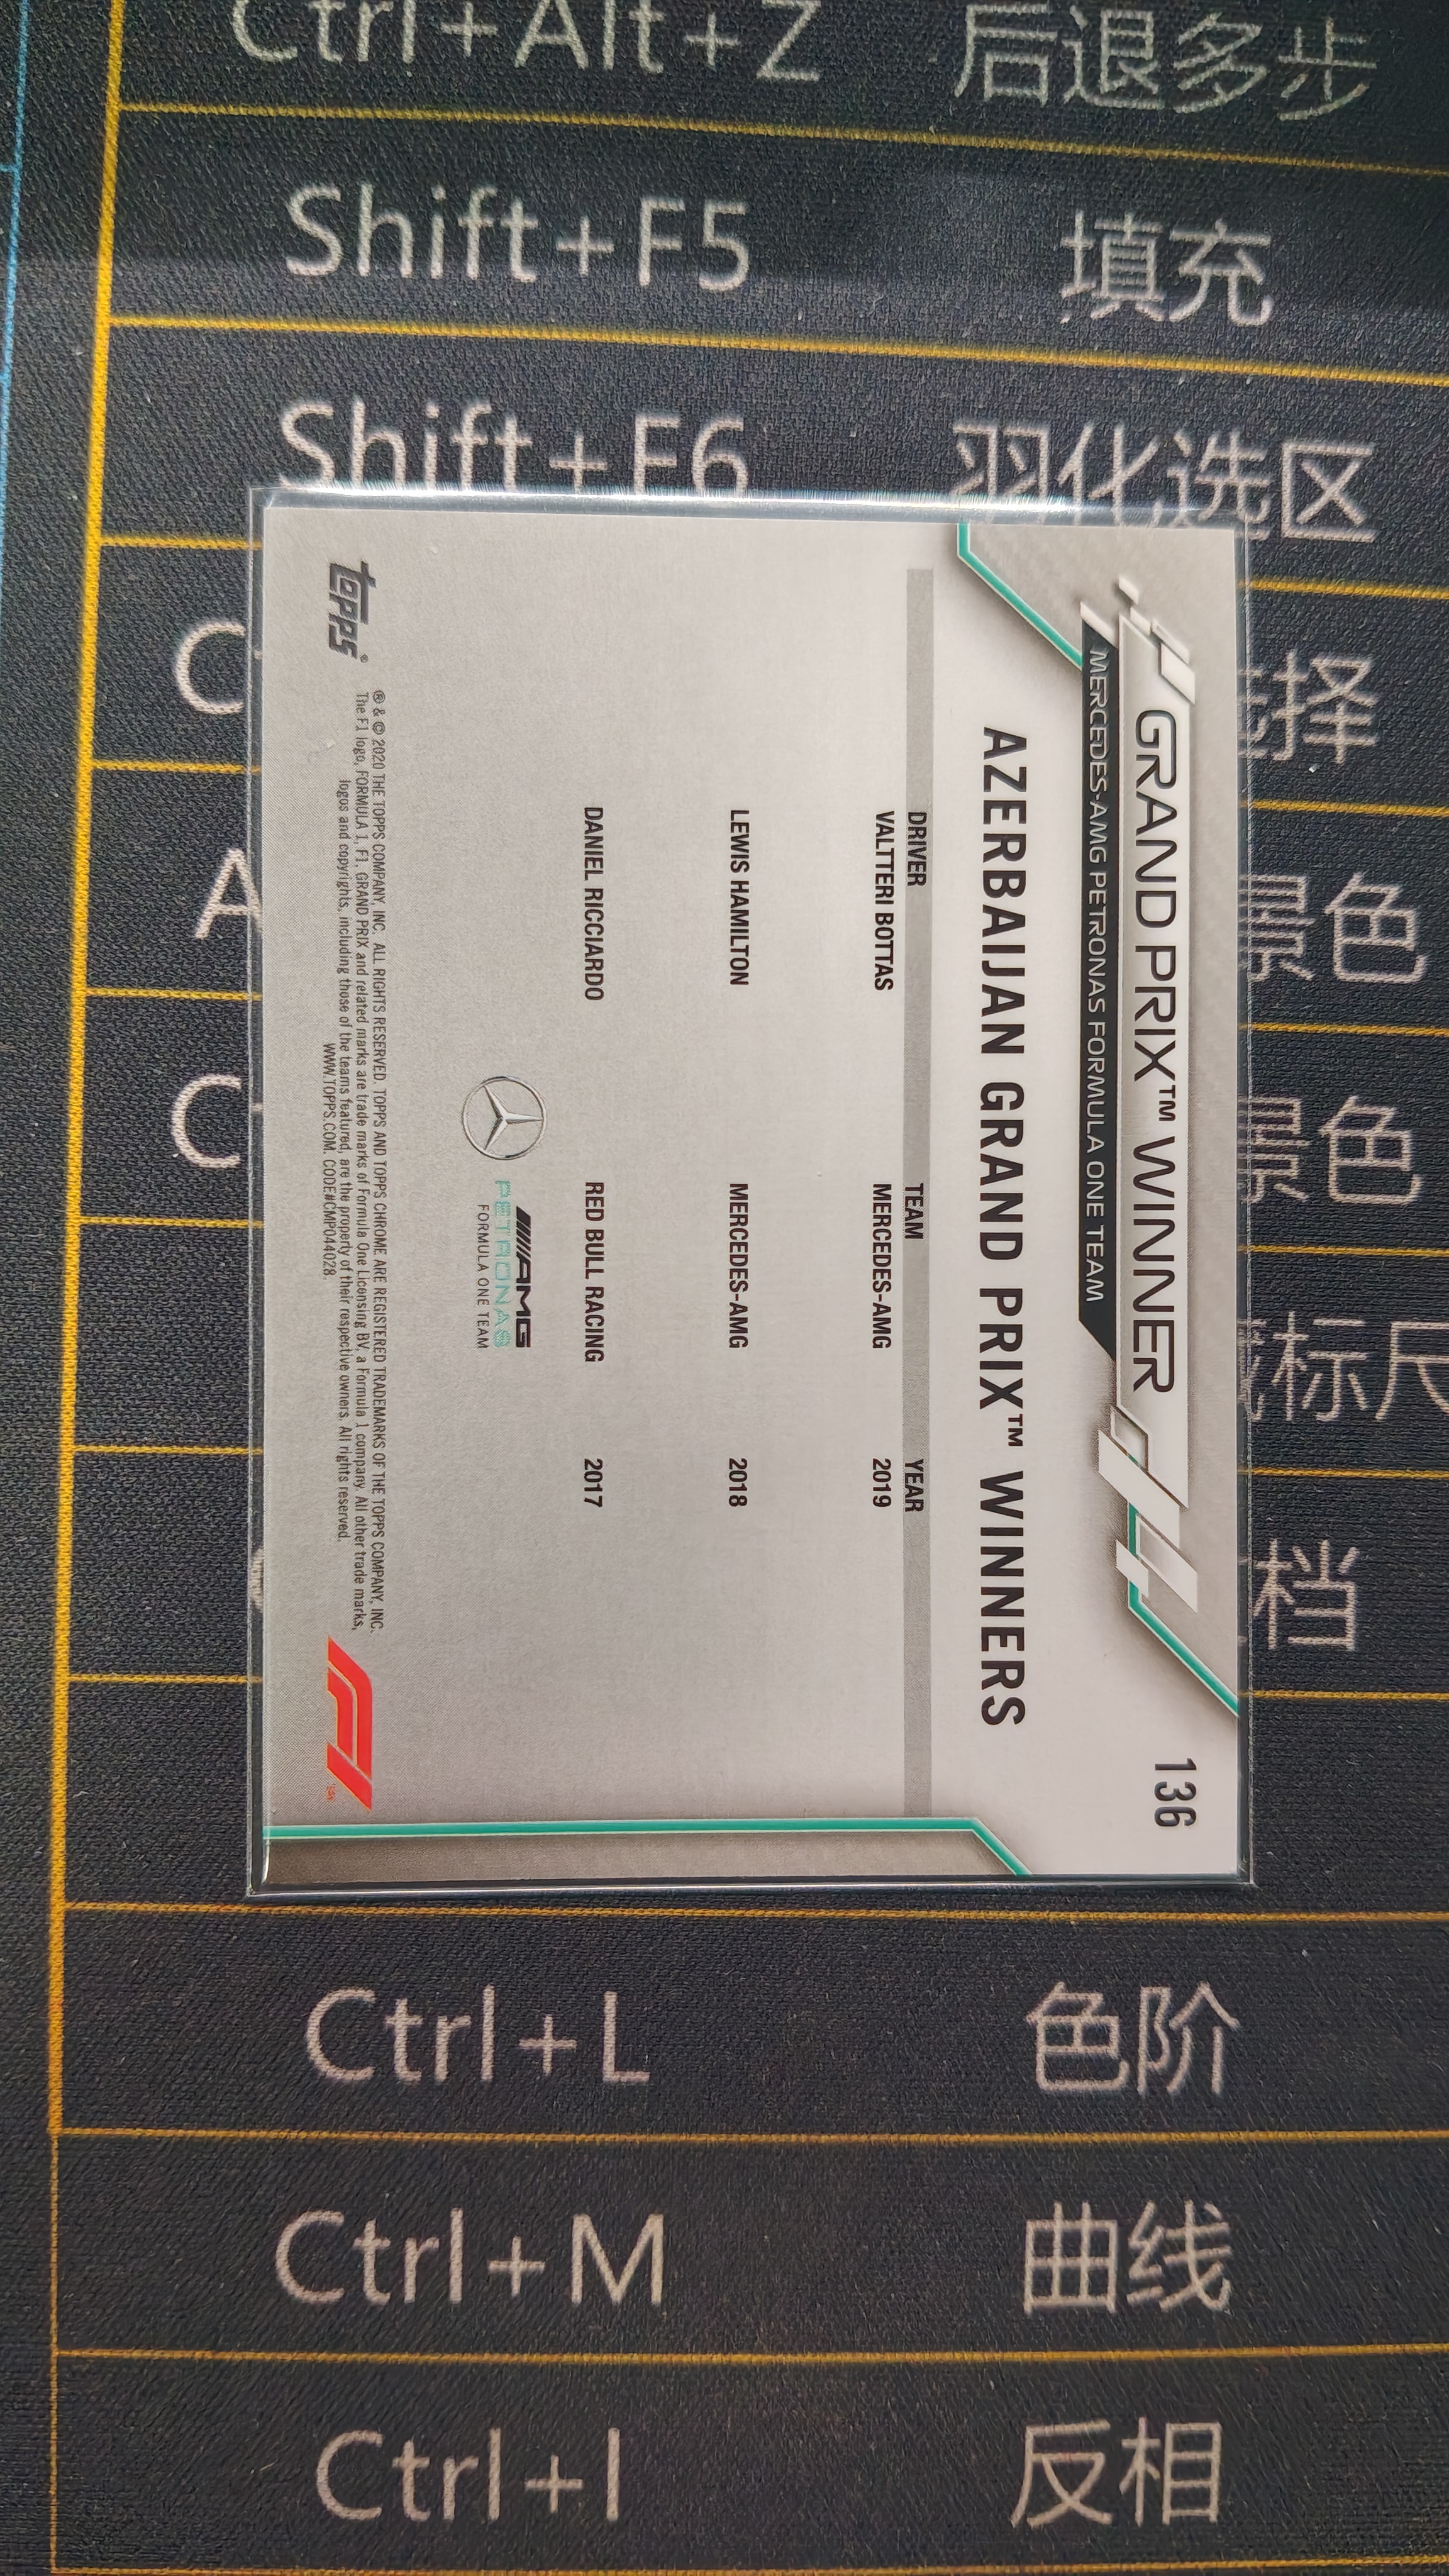 Ctrl+Alt+Z 后退多步
Shift+F5 填充
Shift+F6 羽化选区
择
色
色
标尺
档
Ctrl+L 色阶
Ctrl+M 曲线
Ctrl+I 反相
136
GRAND PRIX™ WINNER
MERCEDES-AMG PETRONAS FORMULA ONE TEAM
AZERBAIJAN GRAND PRIX™ WINNERS
DRIVER TEAM YEAR
VALTTERI BOTTAS MERCEDES-AMG 2019
LEWIS HAMILTON MERCEDES-AMG 2018
DANIEL RICCIARDO RED BULL RACING 2017
AMG
PETRONAS
FORMULA ONE TEAM
Topps®
® & © 2020 THE TOPPS COMPANY, INC. ALL RIGHTS RESERVED. TOPPS AND TOPPS CHROME ARE REGISTERED TRADEMARKS OF THE TOPPS COMPANY, INC.
The F1 logo, FORMULA 1, F1, GRAND PRIX and related marks are trade marks of Formula One Licensing BV, a Formula 1 company. All other trade marks,
logos and copyrights, including those of the teams featured, are the property of their respective owners. All rights reserved.
WWW.TOPPS.COM. CODE#CMP044028
F1